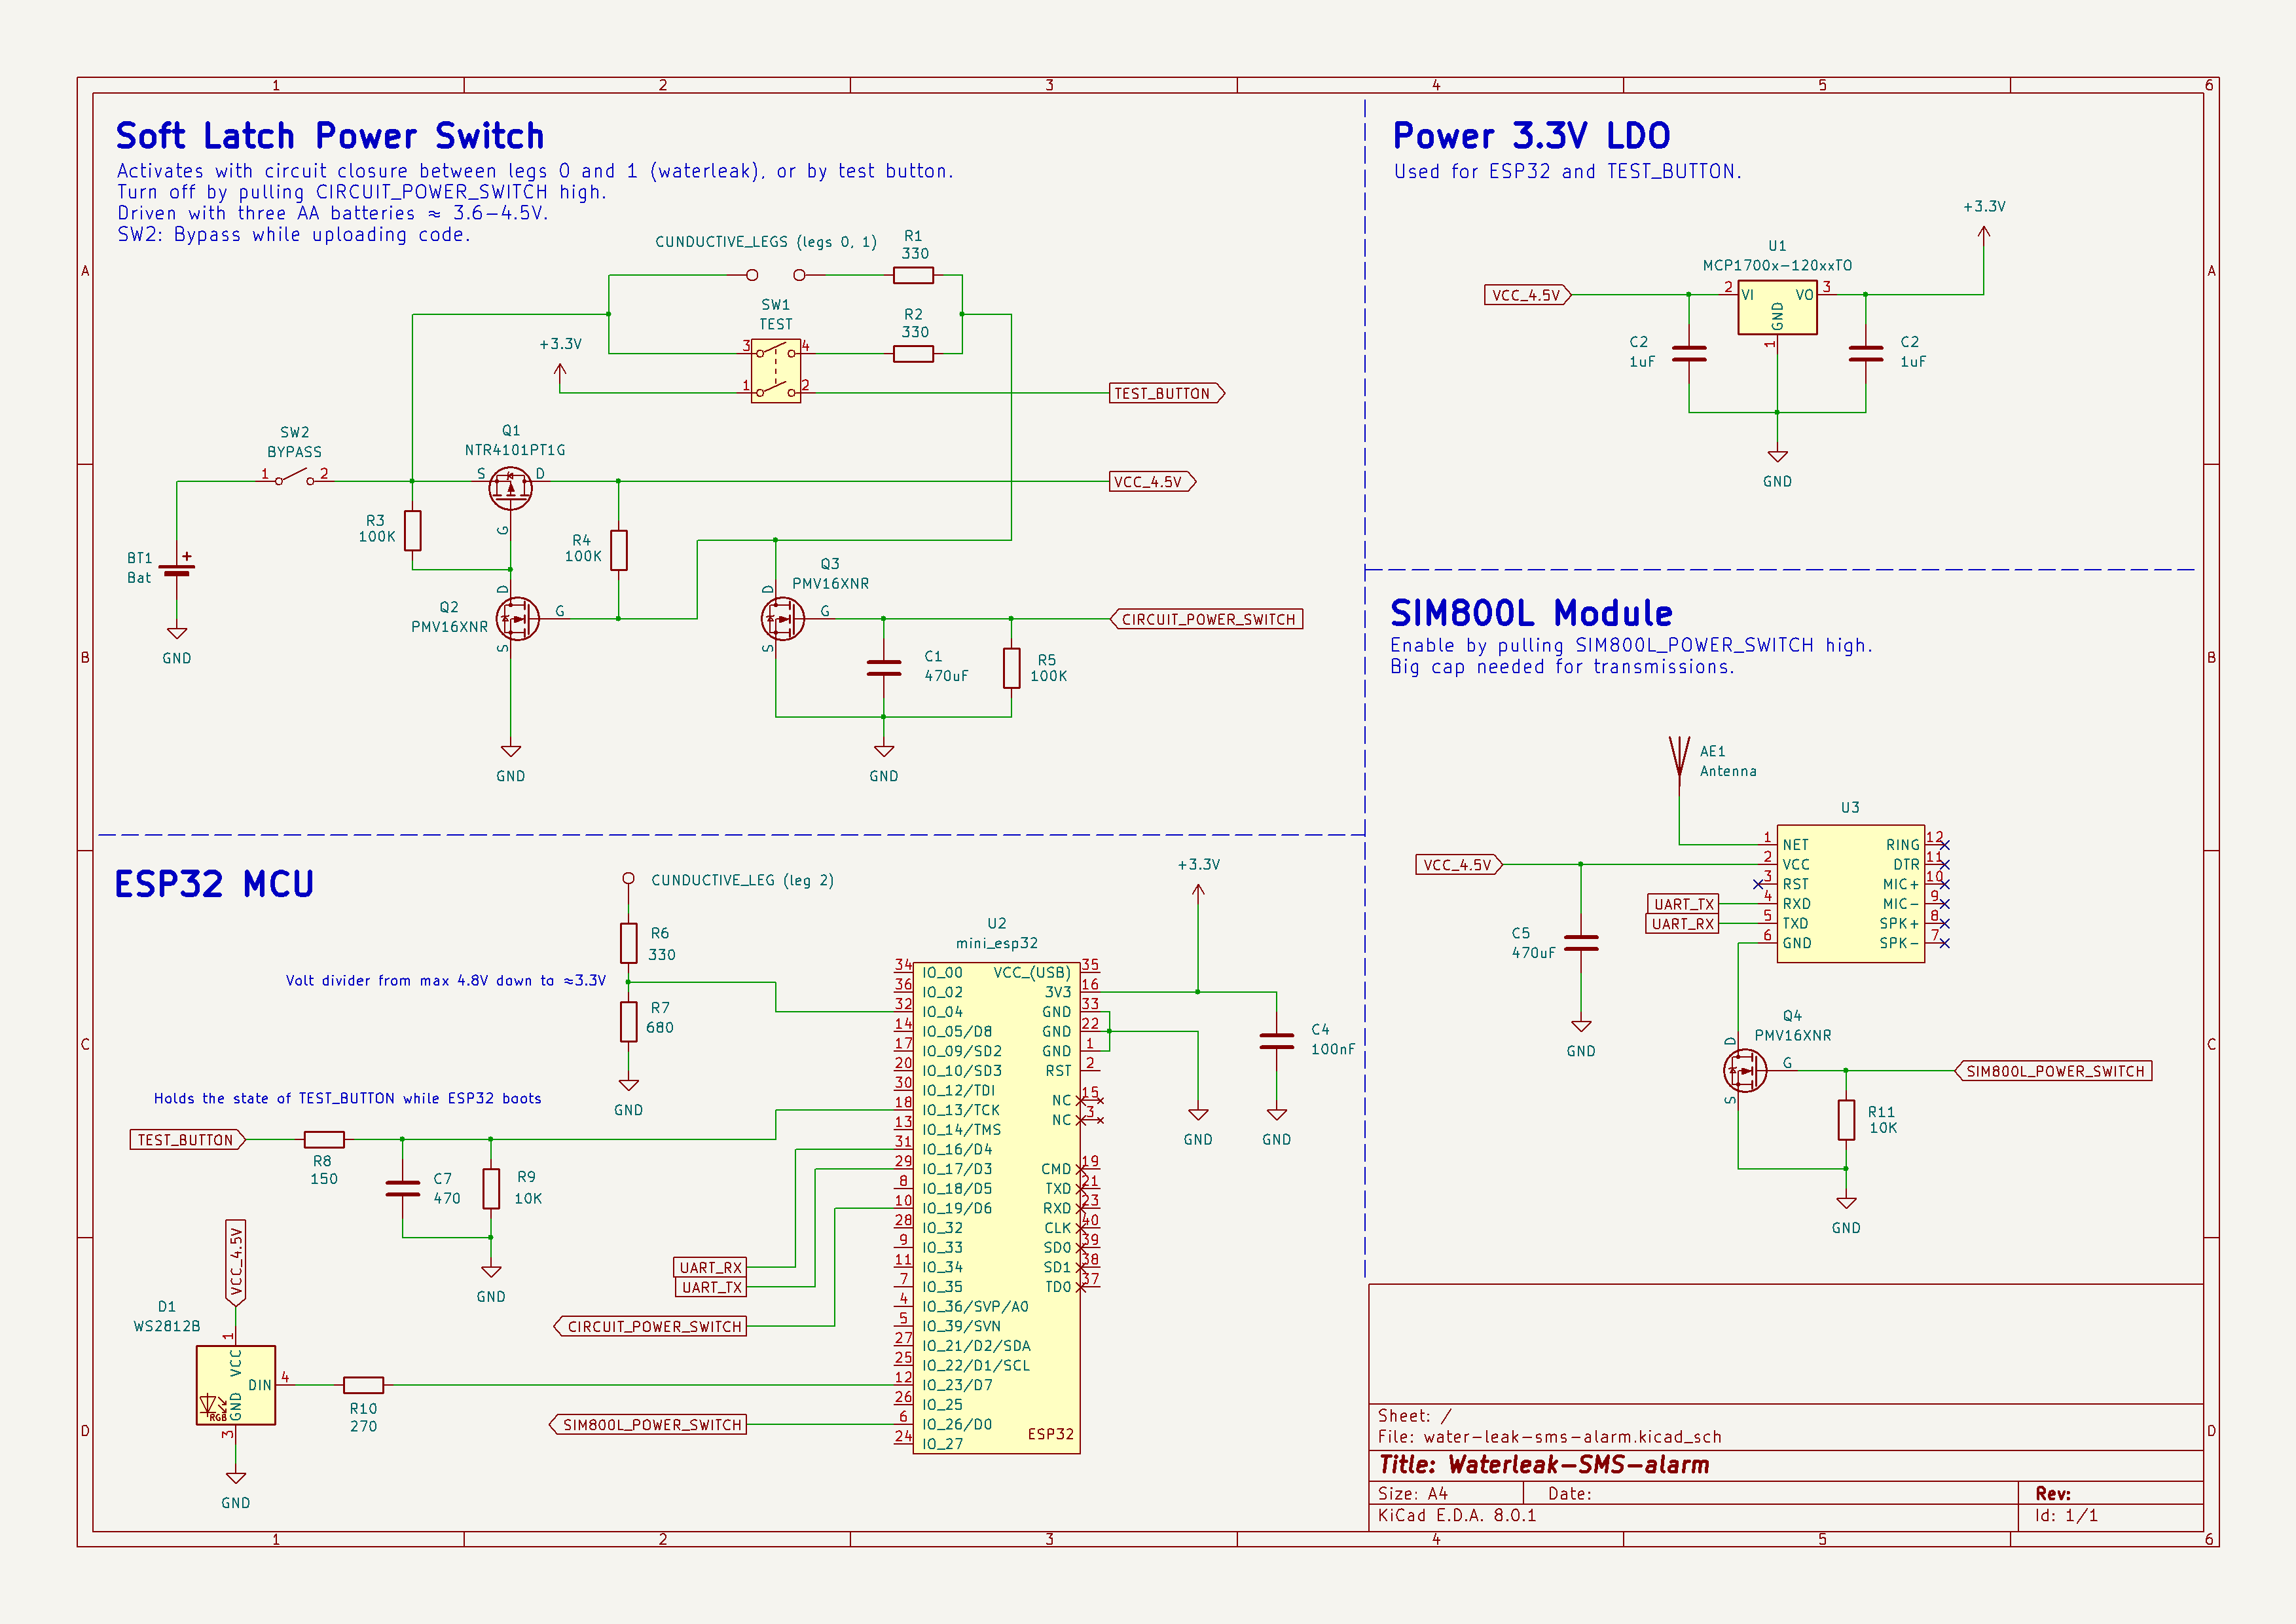 1 2 3 4 5 6
A
B
C
D
A
B
C
D
1 2 3 4 5 6
Soft Latch Power Switch
Activates with circuit closure between legs 0 and 1 (waterleak), or by test button.
Turn off by pulling CIRCUIT_POWER_SWITCH high.
Driven with three AA batteries ≈ 3.6-4.5V.
SW2: Bypass while uploading code.
CUNDUCTIVE_LEGS (legs 0, 1)
R1
330
SW1
TEST
R2
330
+3.3V
3
4
1
2
TEST_BUTTON
SW2
BYPASS
1
2
Q1
NTR4101PT1G
S
D
G
VCC_4.5V
R3
100K
R4
100K
BT1
Bat
+
GND
Q2
PMV16XNR
D
G
S
GND
Q3
PMV16XNR
D
G
S
CIRCUIT_POWER_SWITCH
C1
470uF
R5
100K
GND
Power 3.3V LDO
Used for ESP32 and TEST_BUTTON.
+3.3V
U1
MCP1700x-120xxTO
VCC_4.5V
2
VI
VO
3
GND
1
C2
1uF
C2
1uF
GND
SIM800L Module
Enable by pulling SIM800L_POWER_SWITCH high.
Big cap needed for transmissions.
AE1
Antenna
U3
VCC_4.5V
1 NET
2 VCC
3 RST
4 RXD
5 TXD
6 GND
RING 12
DTR 11
MIC+ 10
MIC- 9
SPK+ 8
SPK- 7
UART_TX
UART_RX
C5
470uF
GND
Q4
PMV16XNR
D
G
S
SIM800L_POWER_SWITCH
R11
10K
GND
ESP32 MCU
CUNDUCTIVE_LEG (leg 2)
R6
330
Volt divider from max 4.8V down to ≈3.3V
R7
680
GND
Holds the state of TEST_BUTTON while ESP32 boots
TEST_BUTTON
R8
150
C7
470
R9
10K
GND
VCC_4.5V
D1
WS2812B
1
VCC
DIN
4
RGB
GND
3
GND
R10
270
UART_RX
UART_TX
CIRCUIT_POWER_SWITCH
SIM800L_POWER_SWITCH
U2
mini_esp32
34 IO_00
36 IO_02
32 IO_04
14 IO_05/D8
17 IO_09/SD2
20 IO_10/SD3
30 IO_12/TDI
18 IO_13/TCK
13 IO_14/TMS
31 IO_16/D4
29 IO_17/D3
8 IO_18/D5
10 IO_19/D6
28 IO_32
9 IO_33
11 IO_34
7 IO_35
4 IO_36/SVP/A0
5 IO_39/SVN
27 IO_21/D2/SDA
25 IO_22/D1/SCL
12 IO_23/D7
26 IO_25
6 IO_26/D0
24 IO_27
VCC_(USB) 35
3V3 16
GND 33
GND 22
GND 1
RST 2
NC 15
NC 3
CMD 19
TXD 21
RXD 23
CLK 40
SD0 39
SD1 38
TD0 37
ESP32
+3.3V
C4
100nF
GND
GND
Sheet: /
File: water-leak-sms-alarm.kicad_sch
Title: Waterleak-SMS-alarm
Size: A4
Date:
Rev:
KiCad E.D.A. 8.0.1
Id: 1/1